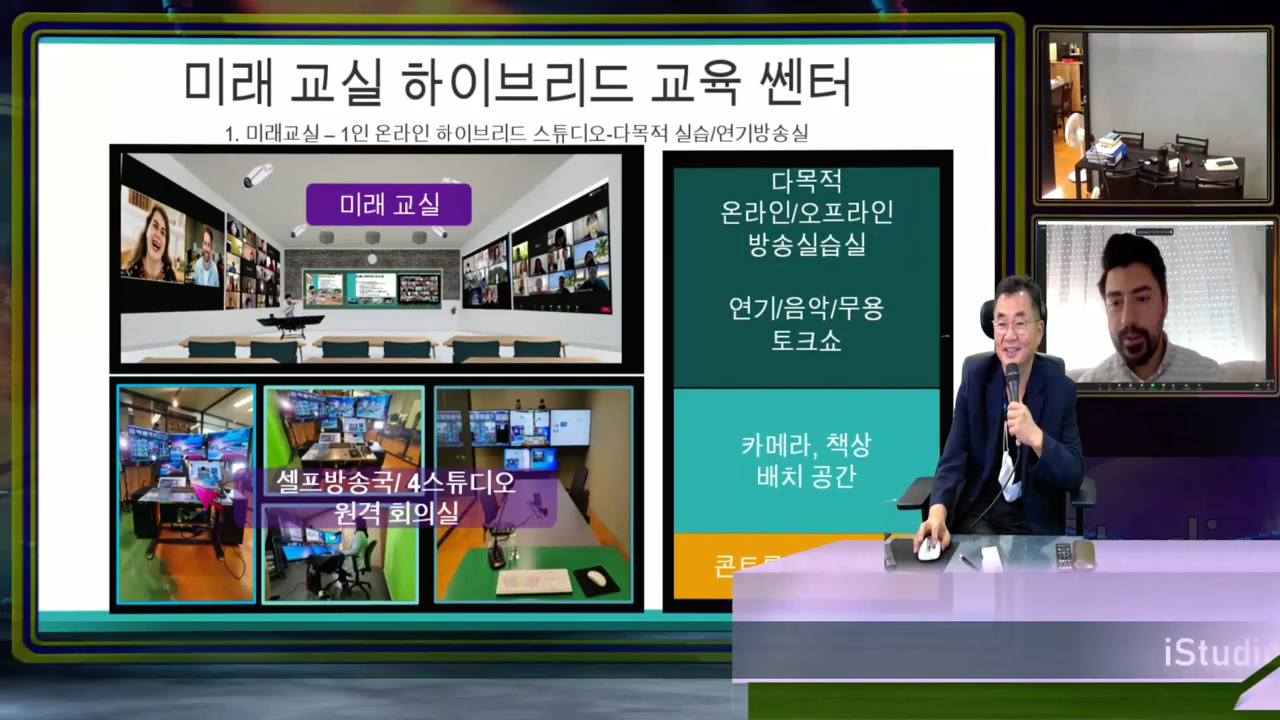 미래 교실 하이브리드 교육 쎈터
1. 미래교실 – 1인 온라인 하이브리드 스튜디오-다목적 실습/연기방송실
미래 교실
셀프방송국/ 4스튜디오
원격 회의실
다목적
온라인/오프라인
방송실습실
연기/음악/무용
토크쇼
카메라, 책상
배치 공간
iStudi